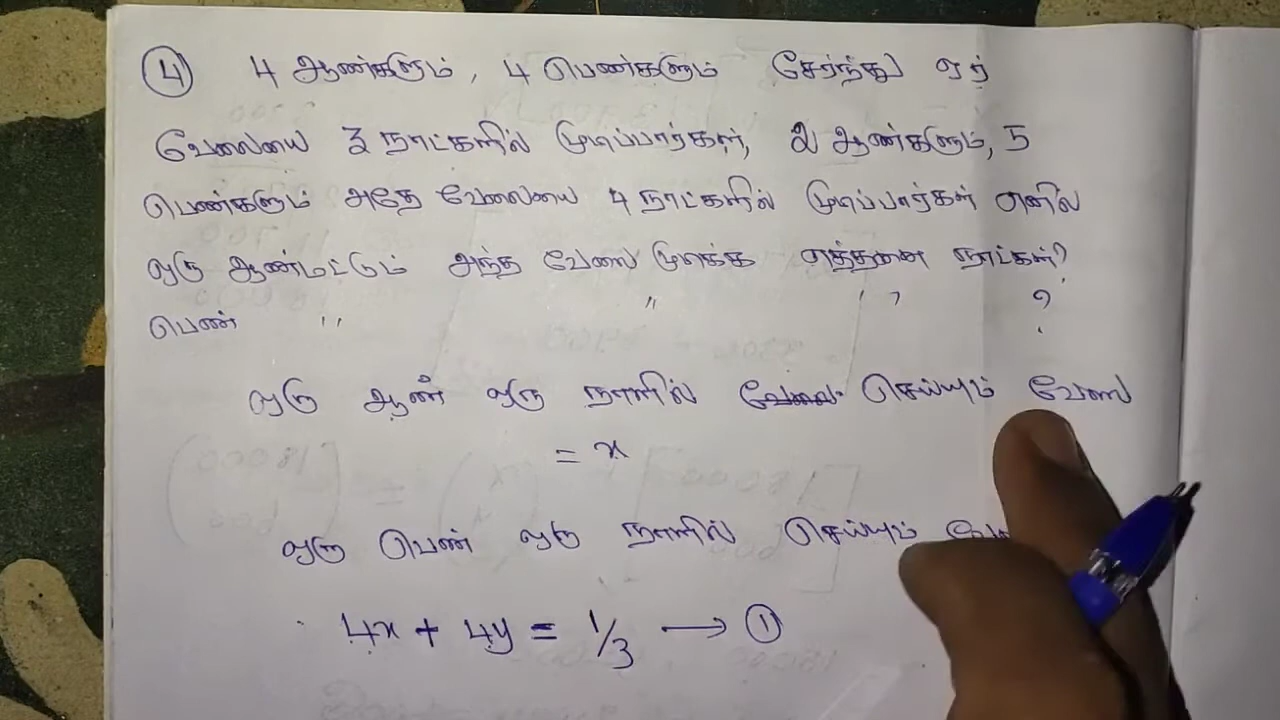 4 4 ஆண்களும், 4 பெண்களும் சேர்ந்து ஓர்
வேலையை 3 நாட்களில் முடிப்பார்கள், 2 ஆண்களும், 5
பெண்களும் அதே வேலையை 4 நாட்களில் முடிப்பார்கள் எனில்
ஒரு ஆண்மட்டும் அந்த வேலை முடிக்க எத்தனை நாட்கள்?
பெண் " " " ?
ஒரு ஆண் ஒரு நாளில் செய்யும் வேலை
= x
ஒரு பெண் ஒரு நாளில் செய்யும்
4x + 4y = 1/3 → 1